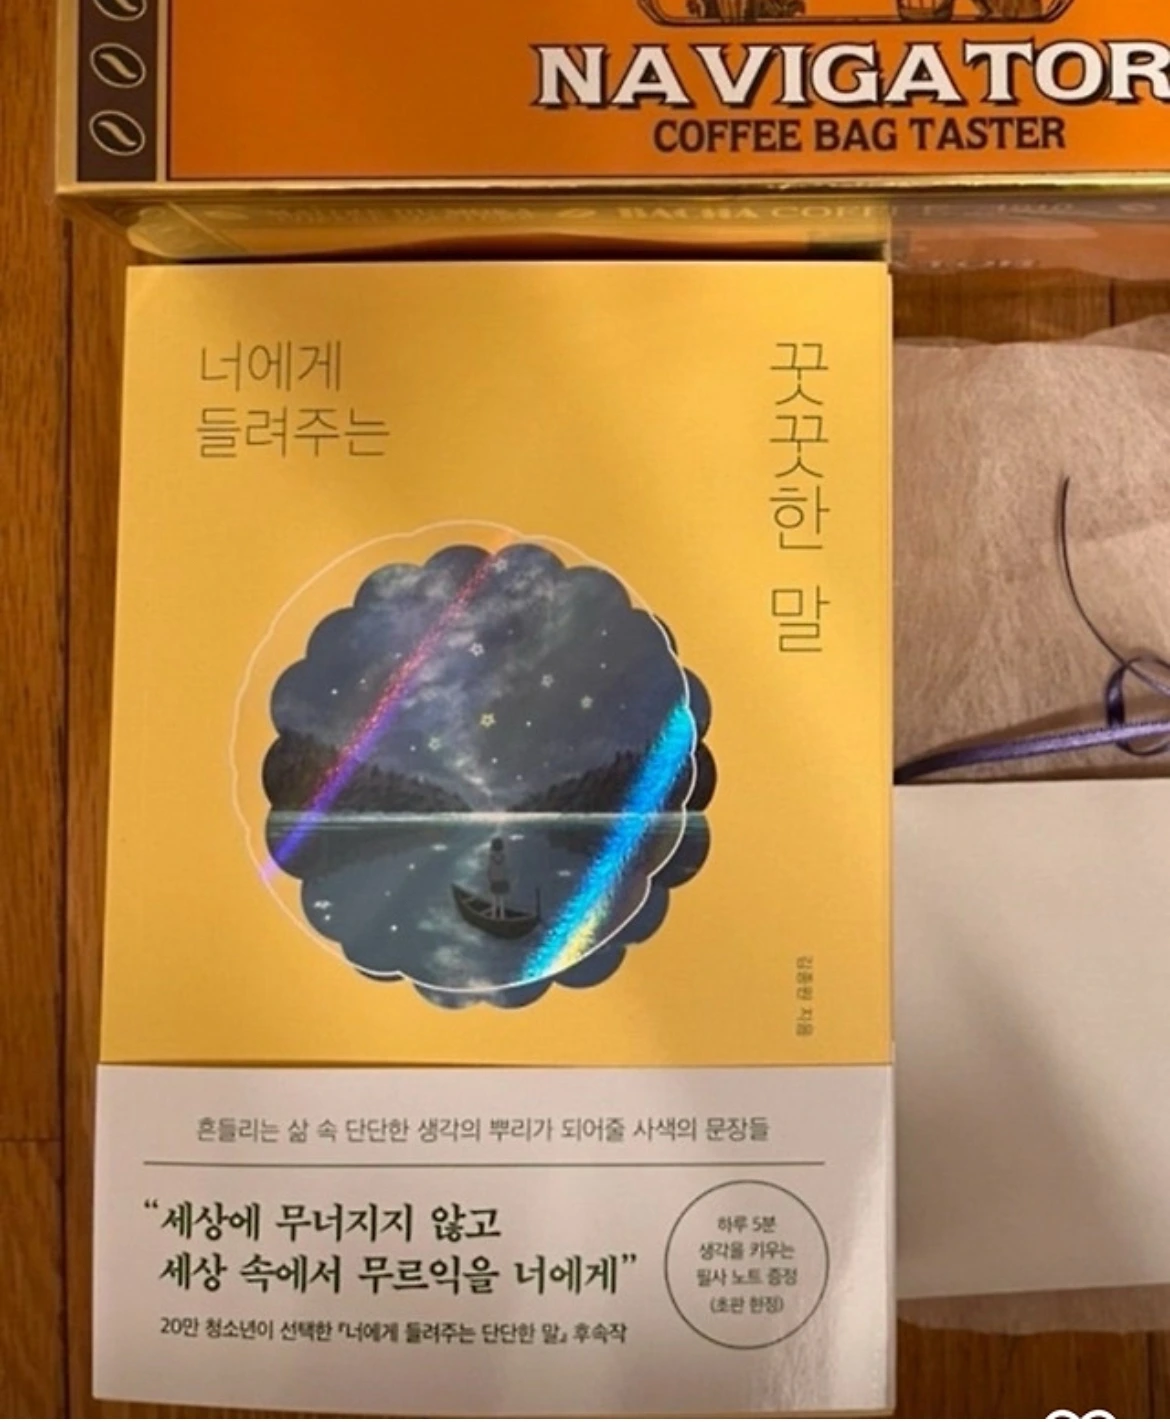 NAVIGATOR
COFFEE BAG TASTER
너에게
들려주는
꿋꿋한 말
김종원 지음
흔들리는 삶 속 단단한 생각의 뿌리가 되어줄 사색의 문장들
“세상에 무너지지 않고
세상 속에서 무르익을 너에게”
20만 청소년이 선택한 『너에게 들려주는 단단한 말』 후속작
하루 5분
생각을 키우는
필사 노트 증정
(초판 한정)